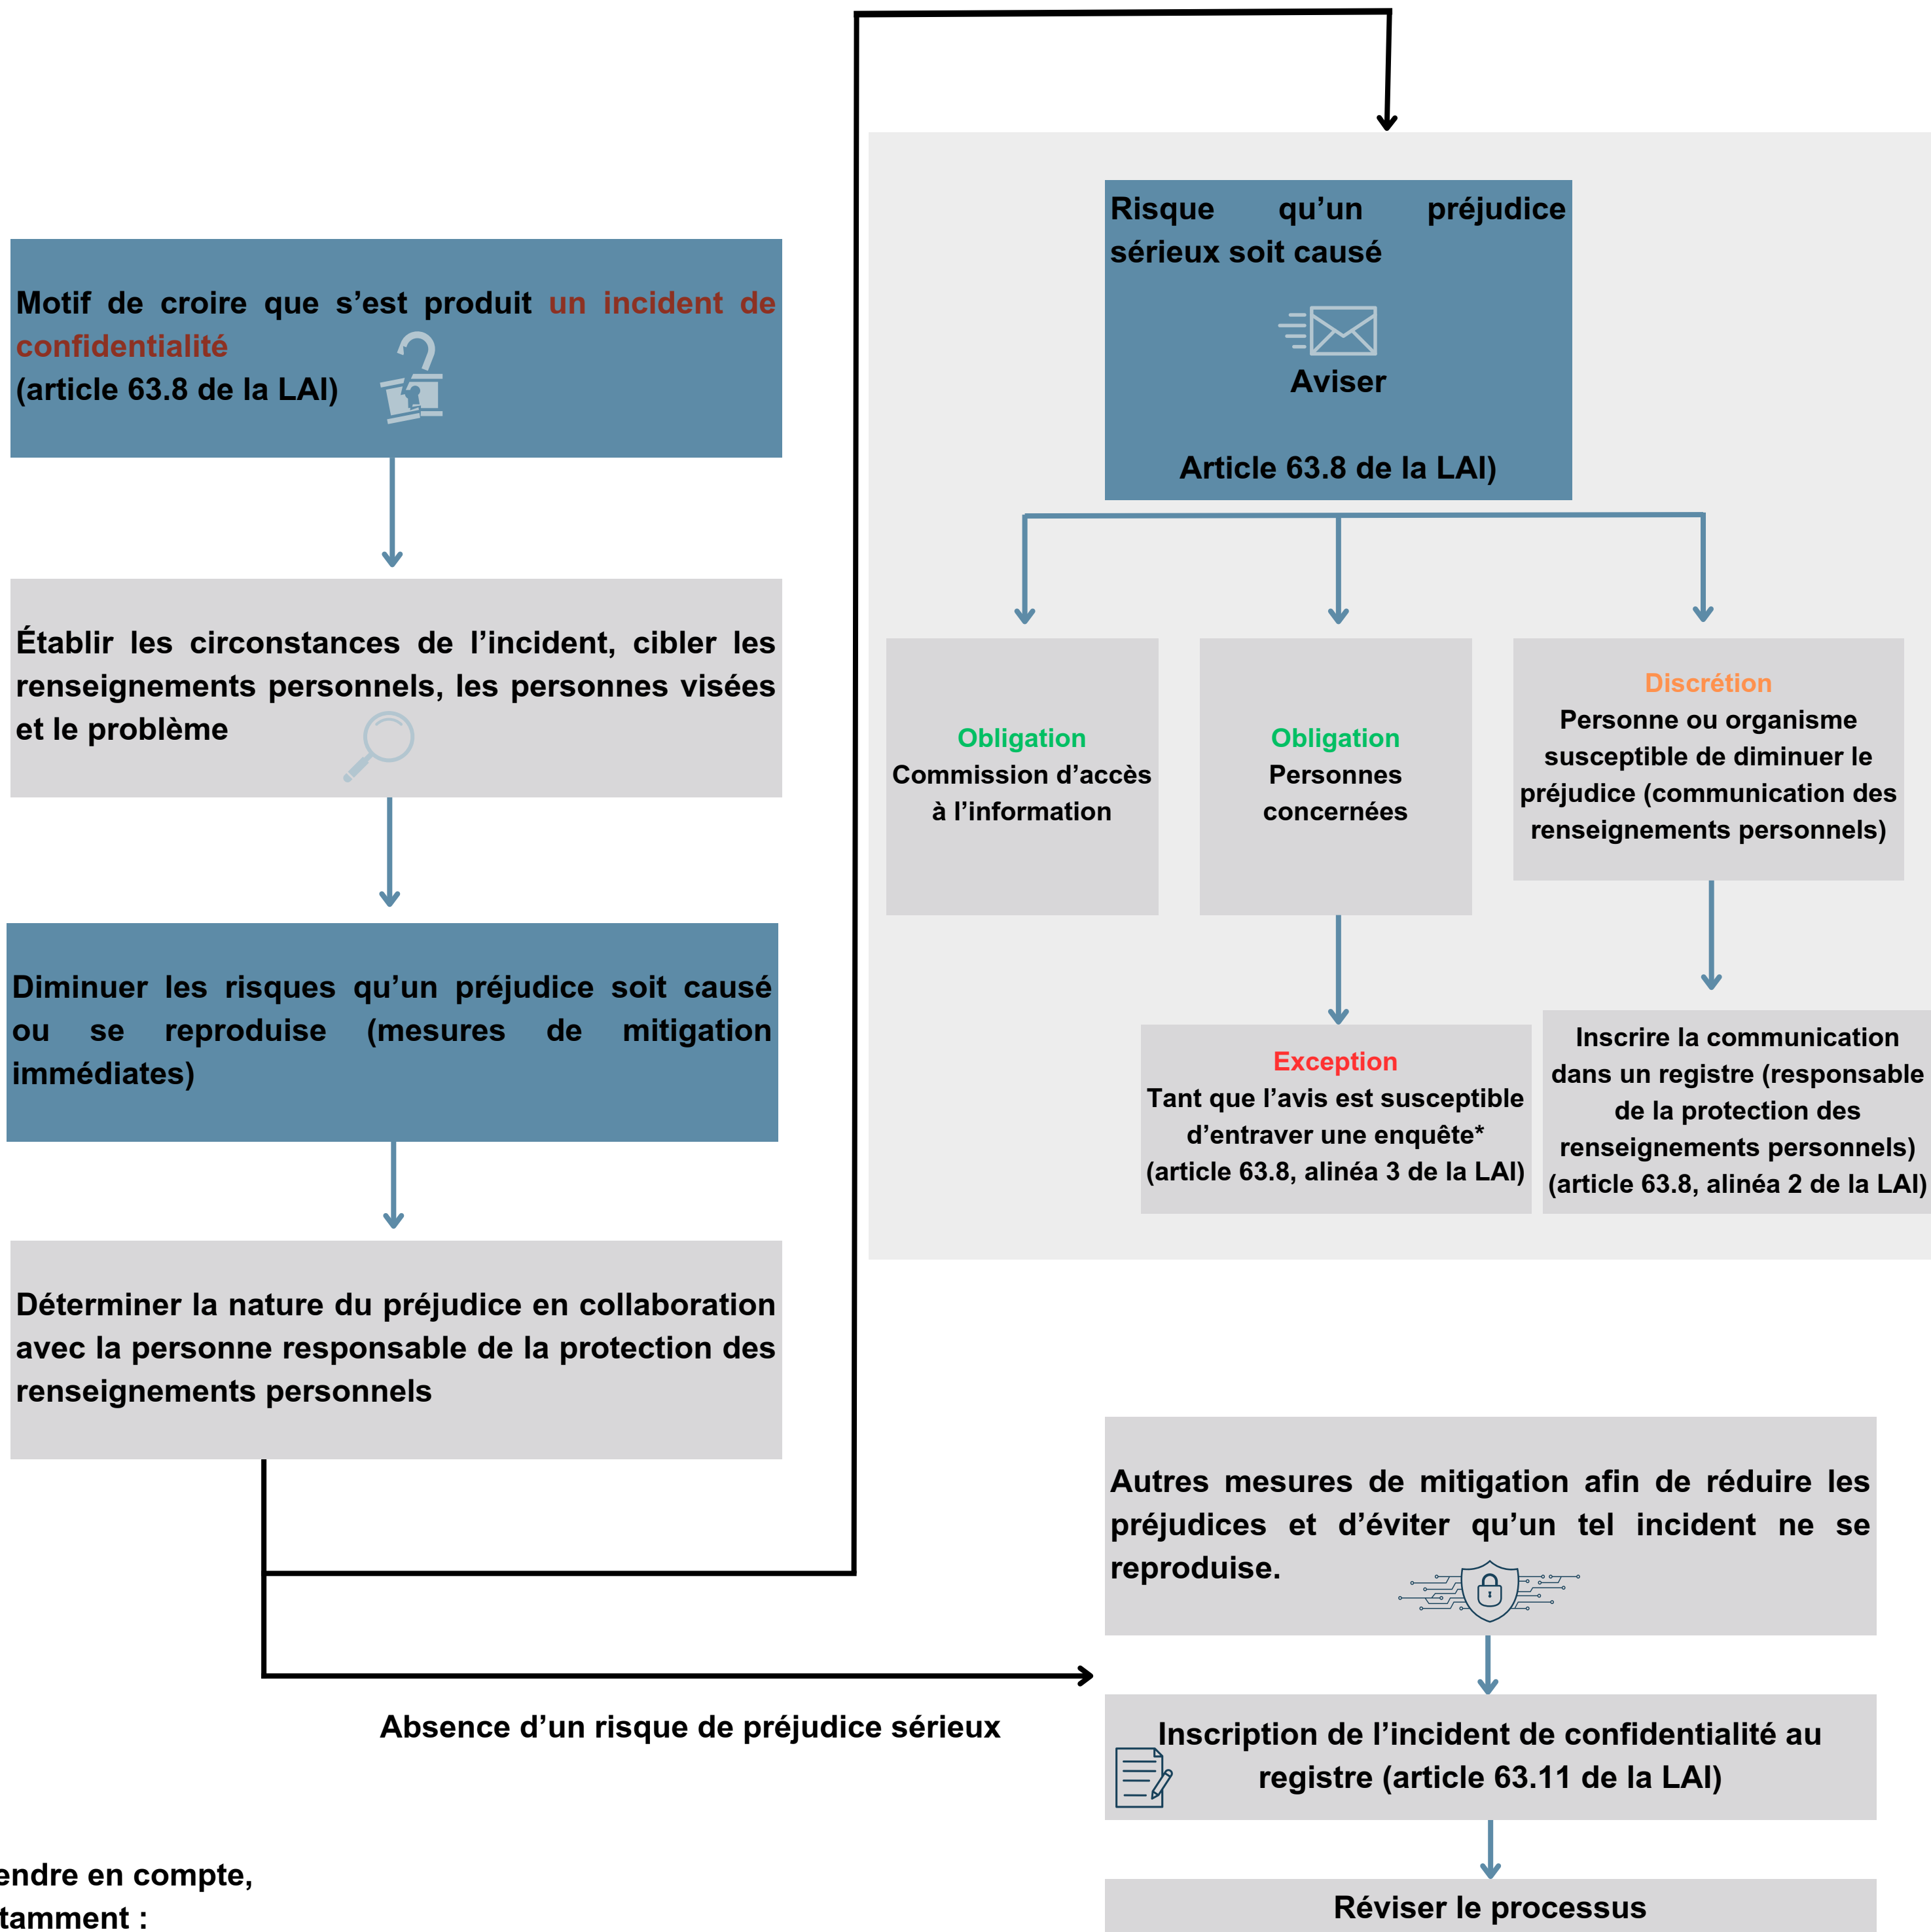 Motif de croire que s’est produit un incident de
confidentialité
(article 63.8 de la LAI)
Établir les circonstances de l’incident, cibler les
renseignements personnels, les personnes visées
et le problème
Diminuer les risques qu’un préjudice soit causé
ou se reproduise (mesures de mitigation
immédiates)
Déterminer la nature du préjudice en collaboration
avec la personne responsable de la protection des
renseignements personnels
Risque qu’un préjudice
sérieux soit causé
Aviser
Article 63.8 de la LAI)
Obligation
Commission d’accès
à l’information
Obligation
Personnes
concernées
Discrétion
Personne ou organisme
susceptible de diminuer le
préjudice (communication des
renseignements personnels)
Exception
Tant que l’avis est susceptible
d’entraver une enquête*
(article 63.8, alinéa 3 de la LAI)
Inscrire la communication
dans un registre (responsable
de la protection des
renseignements personnels)
(article 63.8, alinéa 2 de la LAI)
Autres mesures de mitigation afin de réduire les
préjudices et d’éviter qu’un tel incident ne se
reproduise.
Absence d’un risque de préjudice sérieux
Inscription de l’incident de confidentialité au
registre (article 63.11 de la LAI)
Réviser le processus
endre en compte,
tamment :